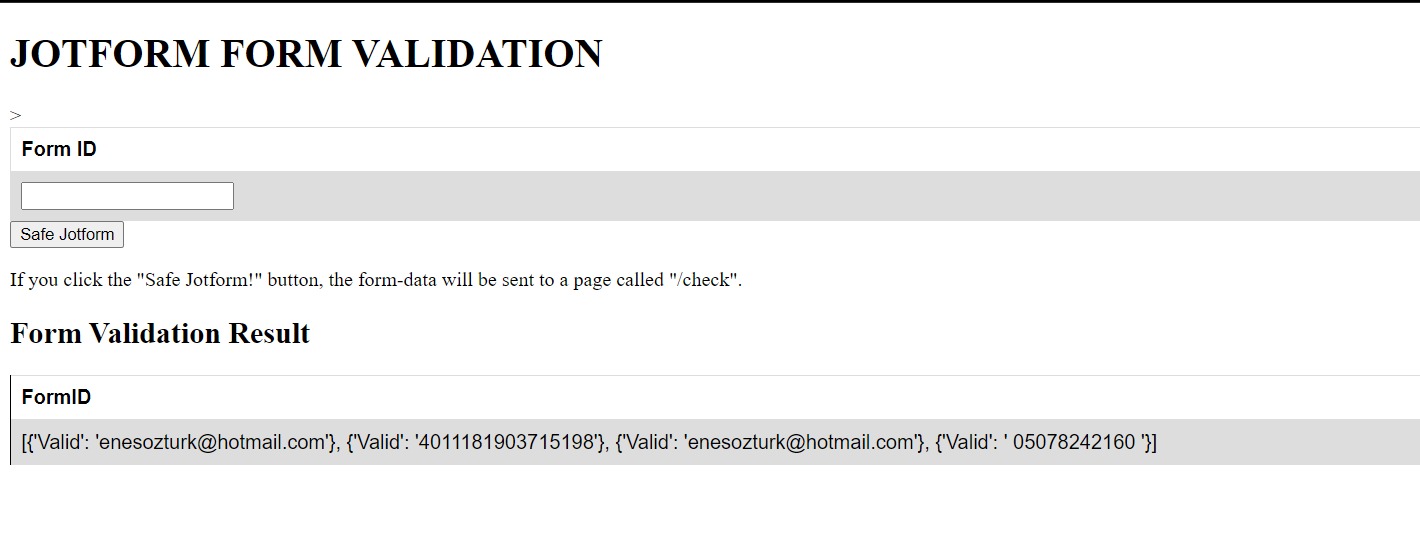 JOTFORM FORM VALIDATION
>
Form ID
Safe Jotform
If you click the "Safe Jotform!" button, the form-data will be sent to a page called "/check".
Form Validation Result
FormID
[{'Valid': 'enesozturk@hotmail.com'}, {'Valid': '4011181903715198'}, {'Valid': 'enesozturk@hotmail.com'}, {'Valid': ' 05078242160 '}]